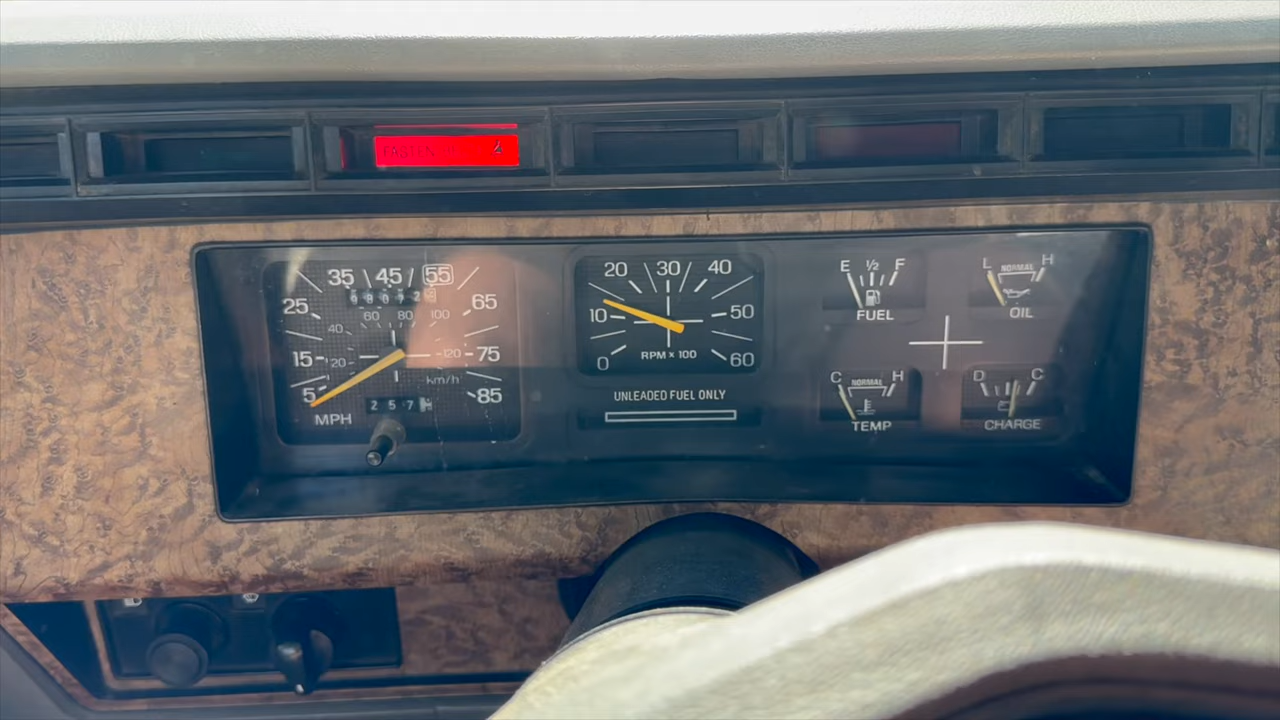 FASTEN
35 45 55
25 65
98072
60 80 100
40
15 20 120 75
5 km/h 85
MPH 257
20 30 40
10 50
0 RPM x 100 60
UNLEADED FUEL ONLY
E ½ F
FUEL
L NORMAL H
OIL
C NORMAL H
TEMP
D C
CHARGE